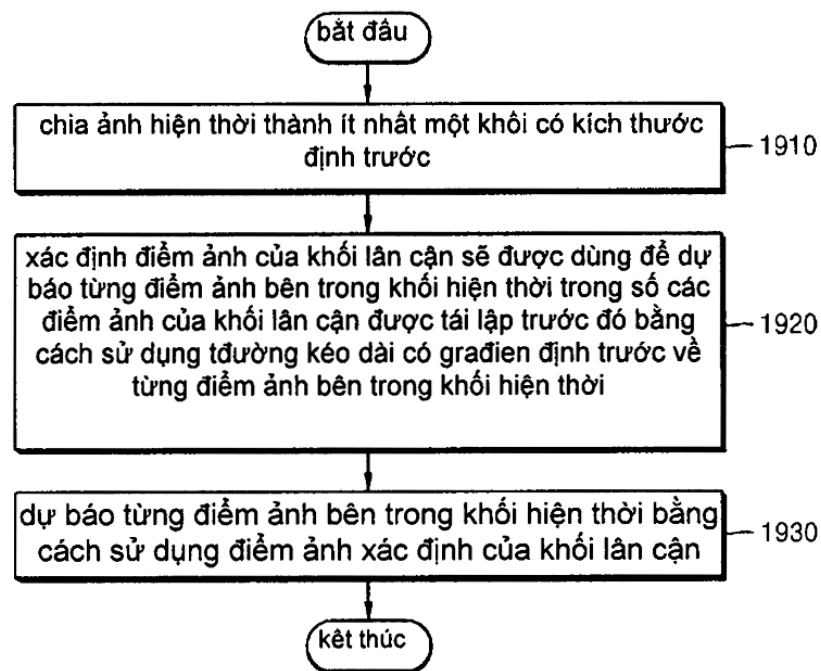 bắt đâu
chia ảnh hiện thời thành ít nhất một khôi có kích thước
định trước
1910
xác định điểm ảnh của khối lân cận sẽ được dùng để dự
báo từng điểm ảnh bên trong khối hiện thời trong số các
điểm ảnh của khối lân cận được tái lập trước đó bằng
cách sử dụng tđường kéo dài có građien định trước về
từng điểm ảnh bên trong khối hiện thời
1920
dự báo từng điểm ảnh bên trong khối hiện thời bằng
cách sử dụng điểm ảnh xác định của khối lân cận
1930
kêt thúc